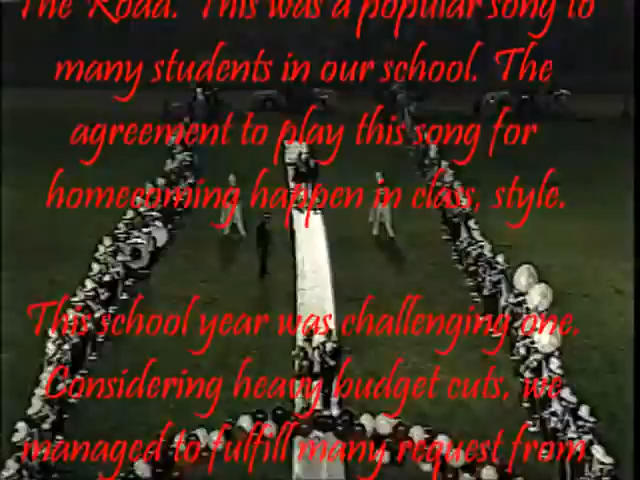 The Road. This was a popular song to
many students in our school. The
agreement to play this song for
homecoming happen in class, style.
This school year was challenging one.
Considering heavy budget cuts, we
managed to fulfill many request from